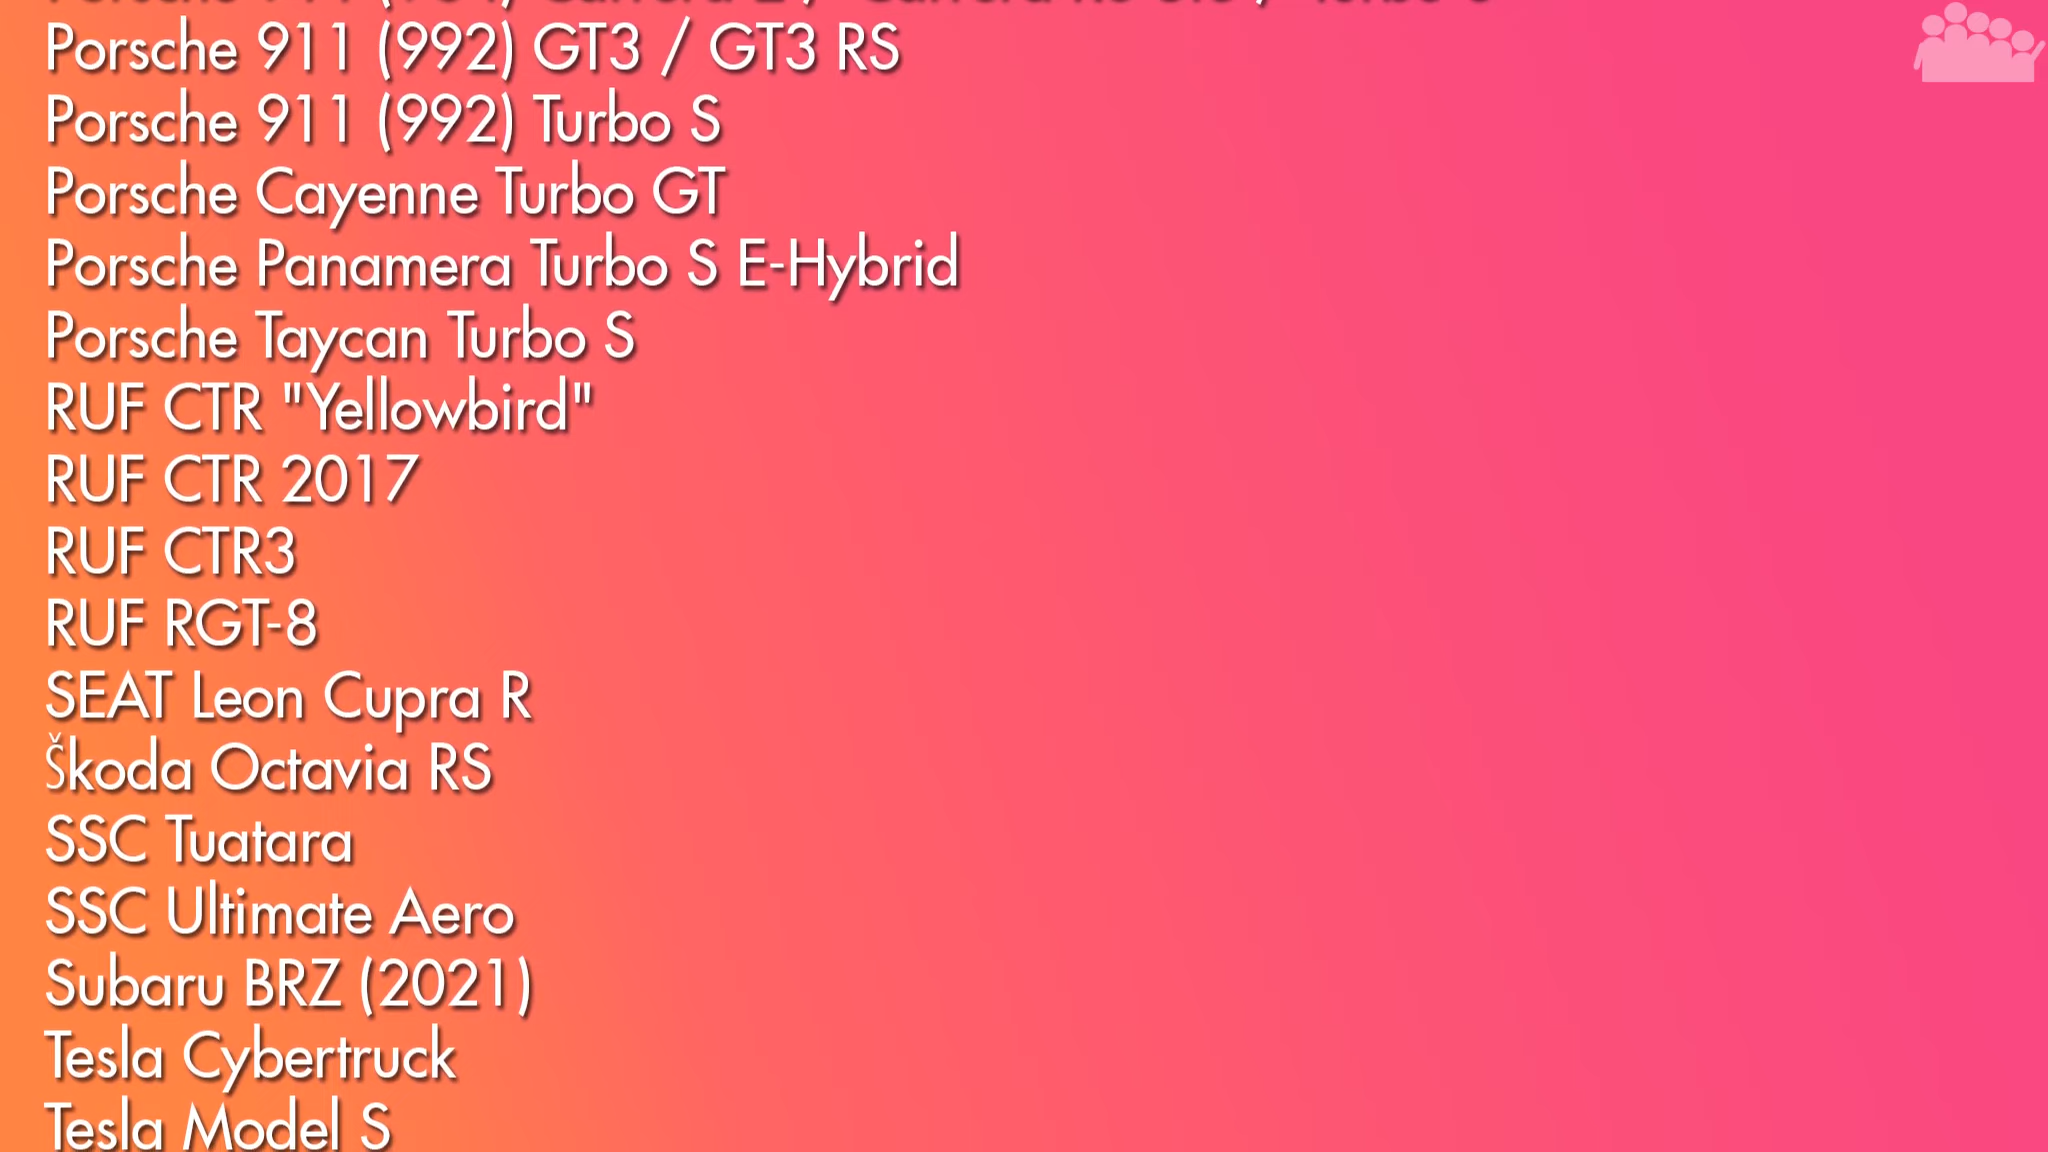 Porsche 911 (992) GT3 / GT3 RS
Porsche 911 (992) Turbo S
Porsche Cayenne Turbo GT
Porsche Panamera Turbo S E-Hybrid
Porsche Taycan Turbo S
RUF CTR "Yellowbird"
RUF CTR 2017
RUF CTR3
RUF RGT-8
SEAT Leon Cupra R
Škoda Octavia RS
SSC Tuatara
SSC Ultimate Aero
Subaru BRZ (2021)
Tesla Cybertruck
Tesla Model S